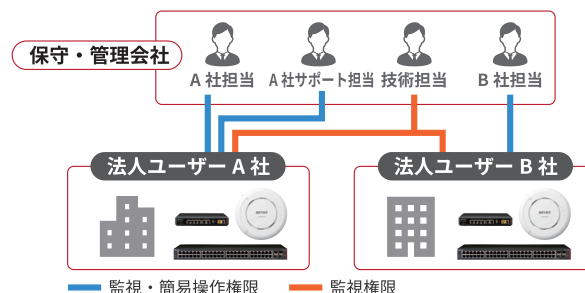 保守・管理会社
A 社担当
A 社サポート担当
技術担当
B 社担当
法人ユーザー A 社
法人ユーザー B 社
監視・簡易操作権限
監視権限